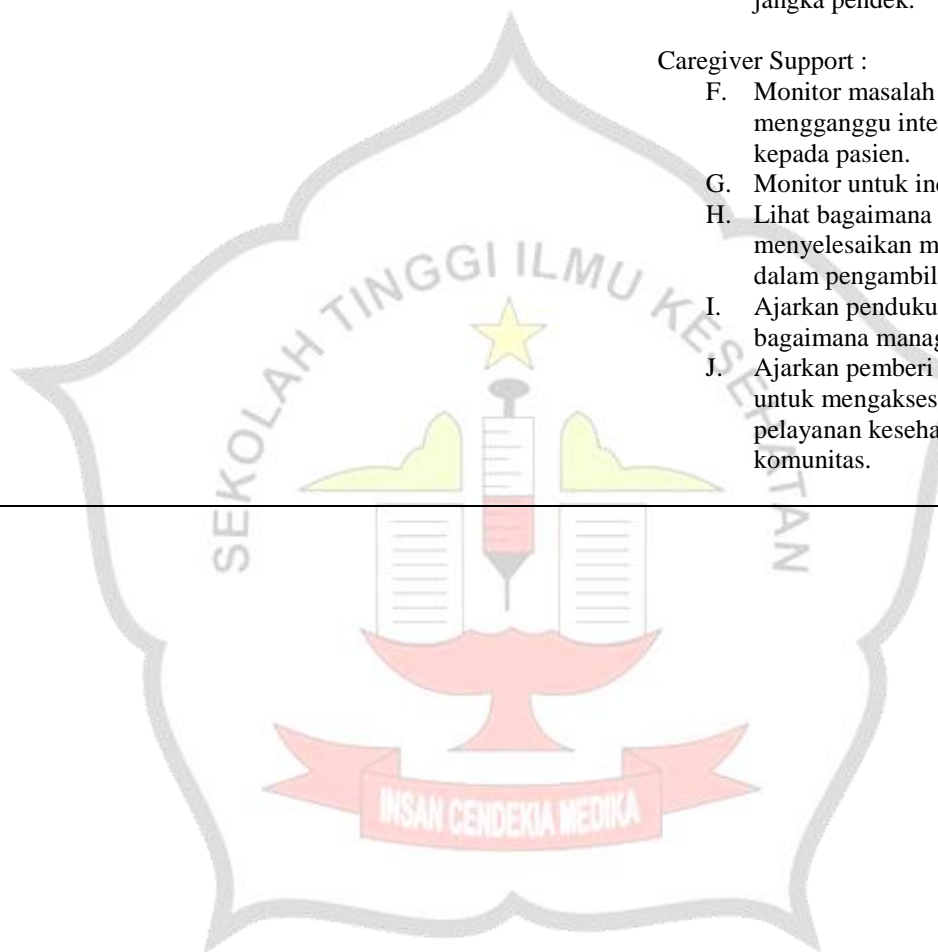 jangka pendek.
Caregiver Support :
F. Monitor masalah
mengganggu inte
kepada pasien.
G. Monitor untuk in
H. Lihat bagaimana
menyelesaikan m
dalam pengambil
I. Ajarkan penduku
bagaimana manag
J. Ajarkan pemberi
untuk mengakses
pelayanan keseha
komunitas.
SEKOLAH TINGGI ILMU KESEHATAN
INSAN CENDEKIA MEDIKA